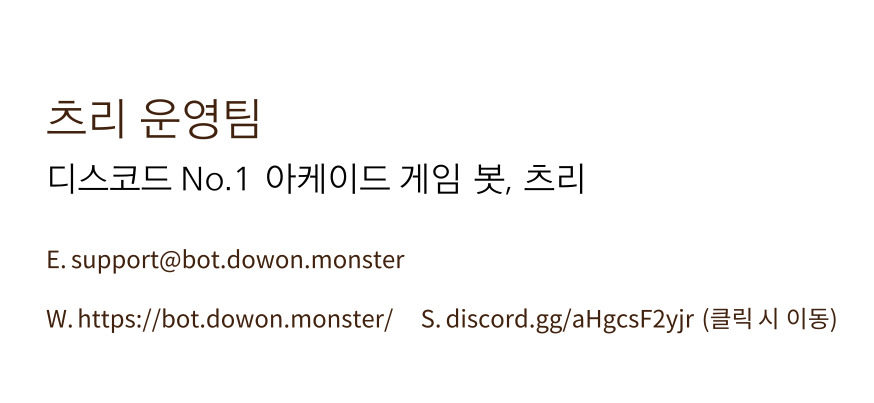 츠리 운영팀
디스코드 No.1 아케이드 게임 봇, 츠리
E. support@bot.dowon.monster
W. https://bot.dowon.monster/ S. discord.gg/aHgcsF2yjr (클릭 시 이동)